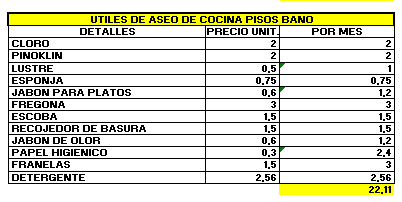 UTILES DE ASEO DE COCINA PISOS BANO
DETALLES PRECIO UNIT. POR MES
CLORO 2 2
PINOKLIN 2 2
LUSTRE 0,5 1
ESPONJA 0,75 0,75
JABON PARA PLATOS 0,6 1,2
FREGONA 3 3
ESCOBA 1,5 1,5
RECOJEDOR DE BASURA 1,5 1,5
JABON DE OLOR 0,6 1,2
PAPEL HIGIENICO 0,3 2,4
FRANELAS 1,5 3
DETERGENTE 2,56 2,56
22,11